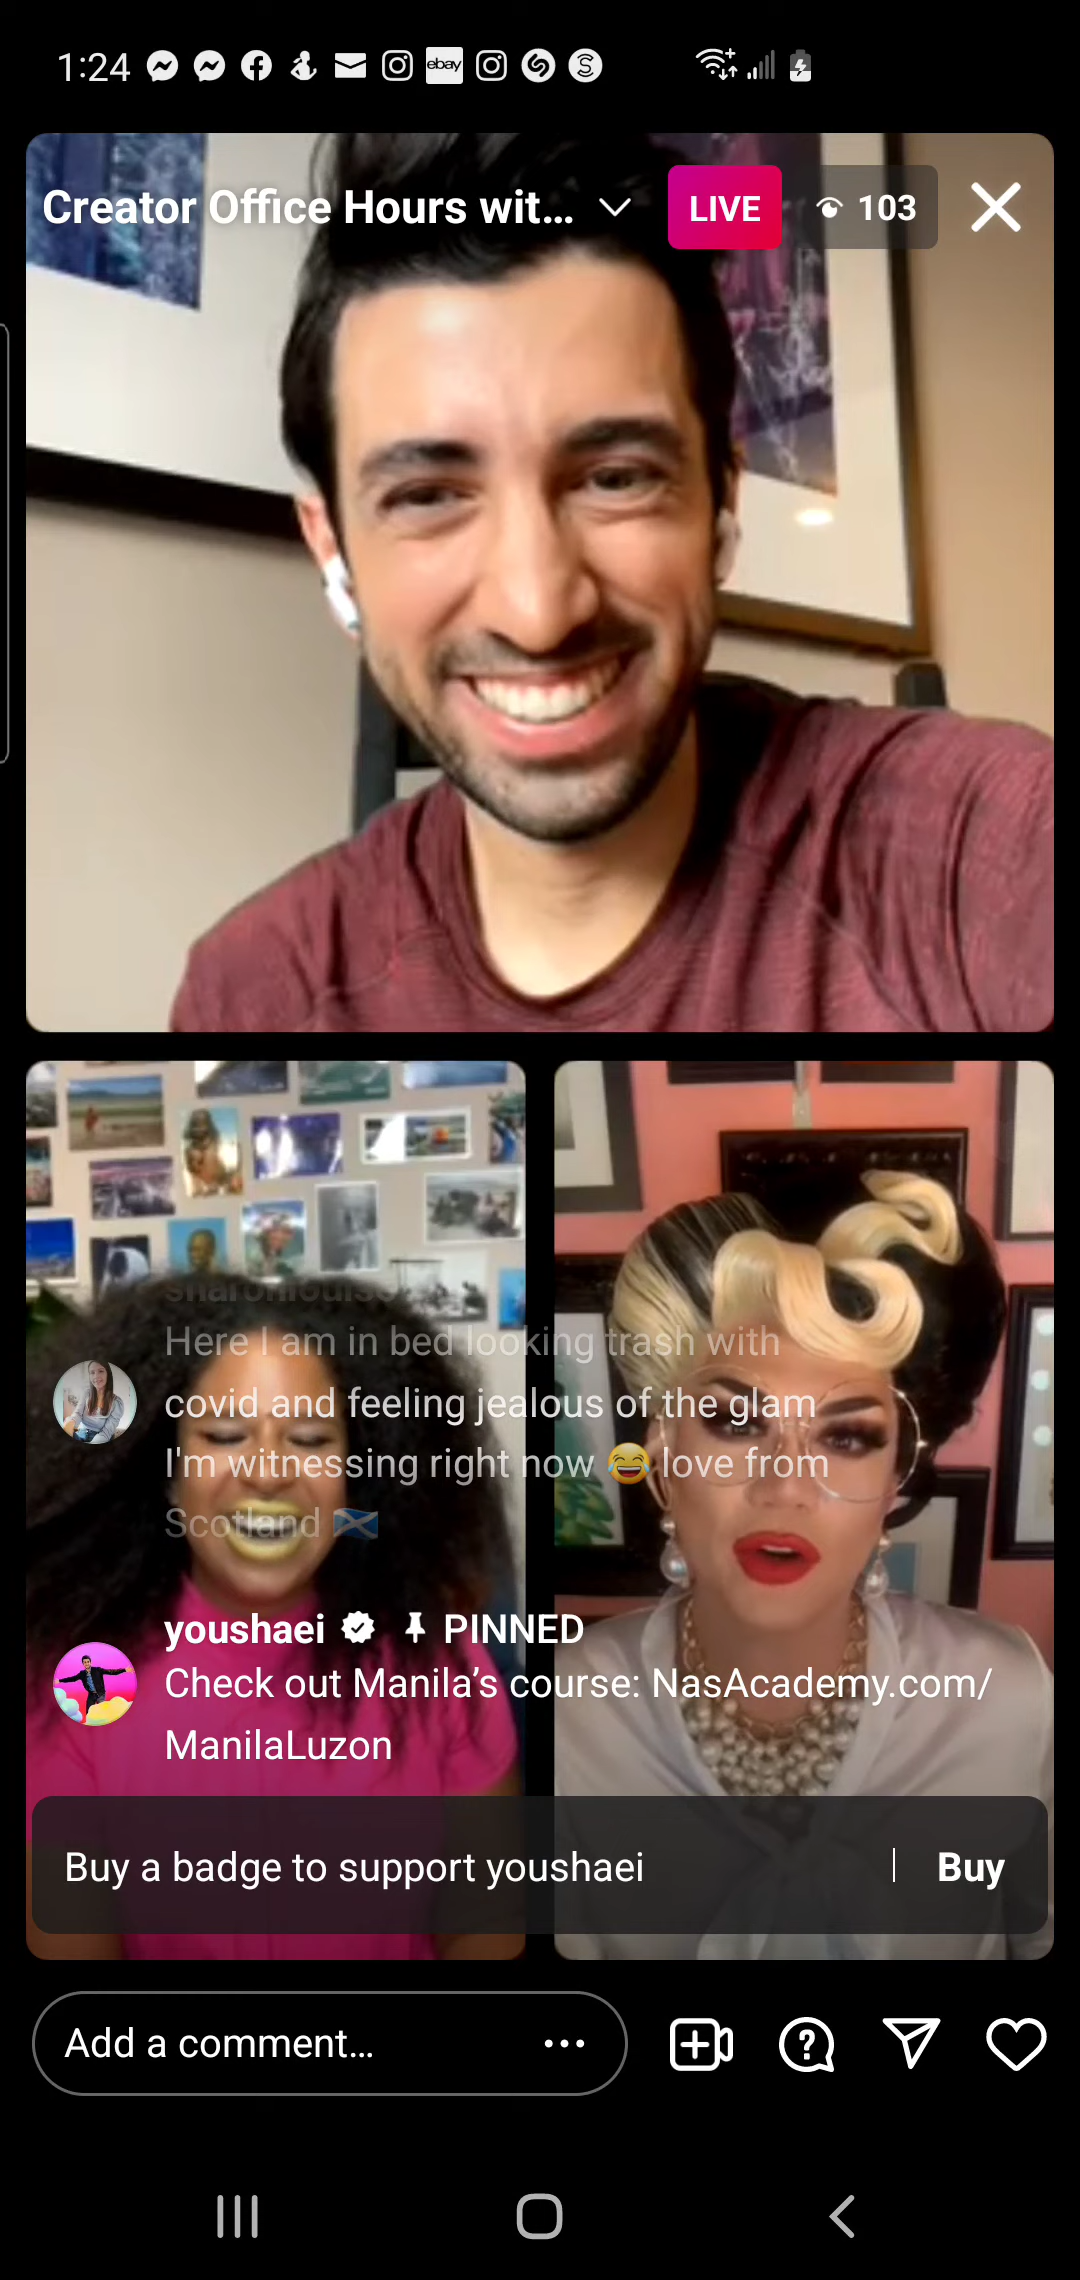 1:24
ebay
Creator Office Hours wit...
LIVE
103
Here I am in bed looking trash with
covid and feeling jealous of the glam
I'm witnessing right now 😂 love from
Scotland 🏴󠁧󠁢󠁳󠁣󠁴󠁿
youshaei PINNED
Check out Manila’s course: NasAcademy.com/
ManilaLuzon
Buy a badge to support youshaei | Buy
Add a comment...